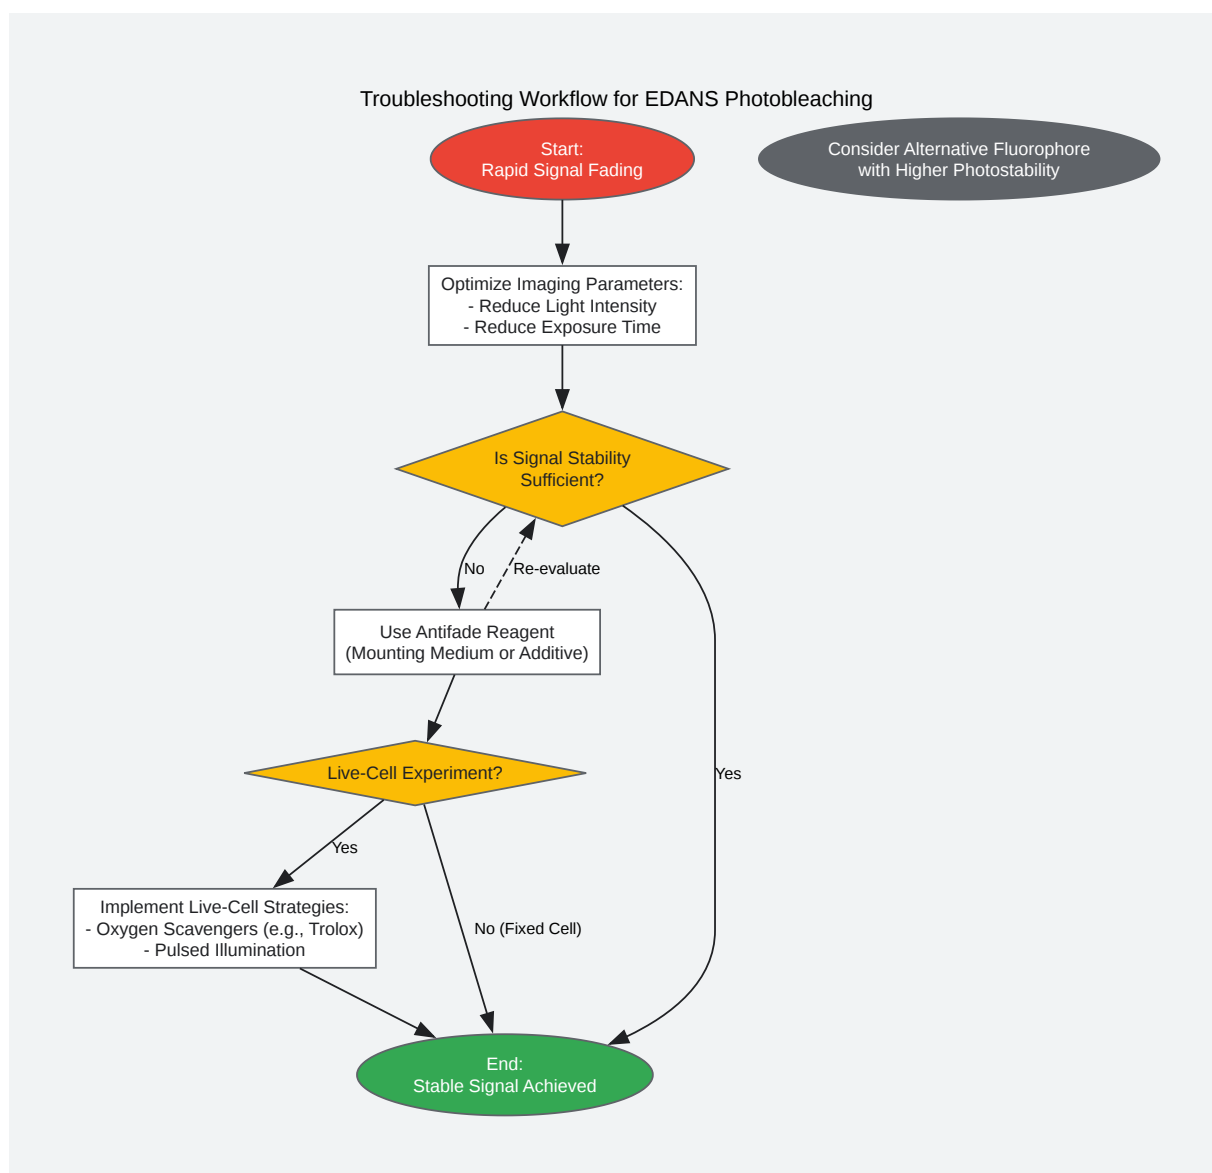 Troubleshooting Workflow for EDANS Photobleaching
Start:
Rapid Signal Fading
Consider Alternative Fluorophore
with Higher Photostability
Optimize Imaging Parameters:
- Reduce Light Intensity
- Reduce Exposure Time
Is Signal Stability
Sufficient?
No
Re-evaluate
Use Antifade Reagent
(Mounting Medium or Additive)
Live-Cell Experiment?
Yes
Yes
Implement Live-Cell Strategies:
- Oxygen Scavengers (e.g., Trolox)
- Pulsed Illumination
No (Fixed Cell)
End:
Stable Signal Achieved